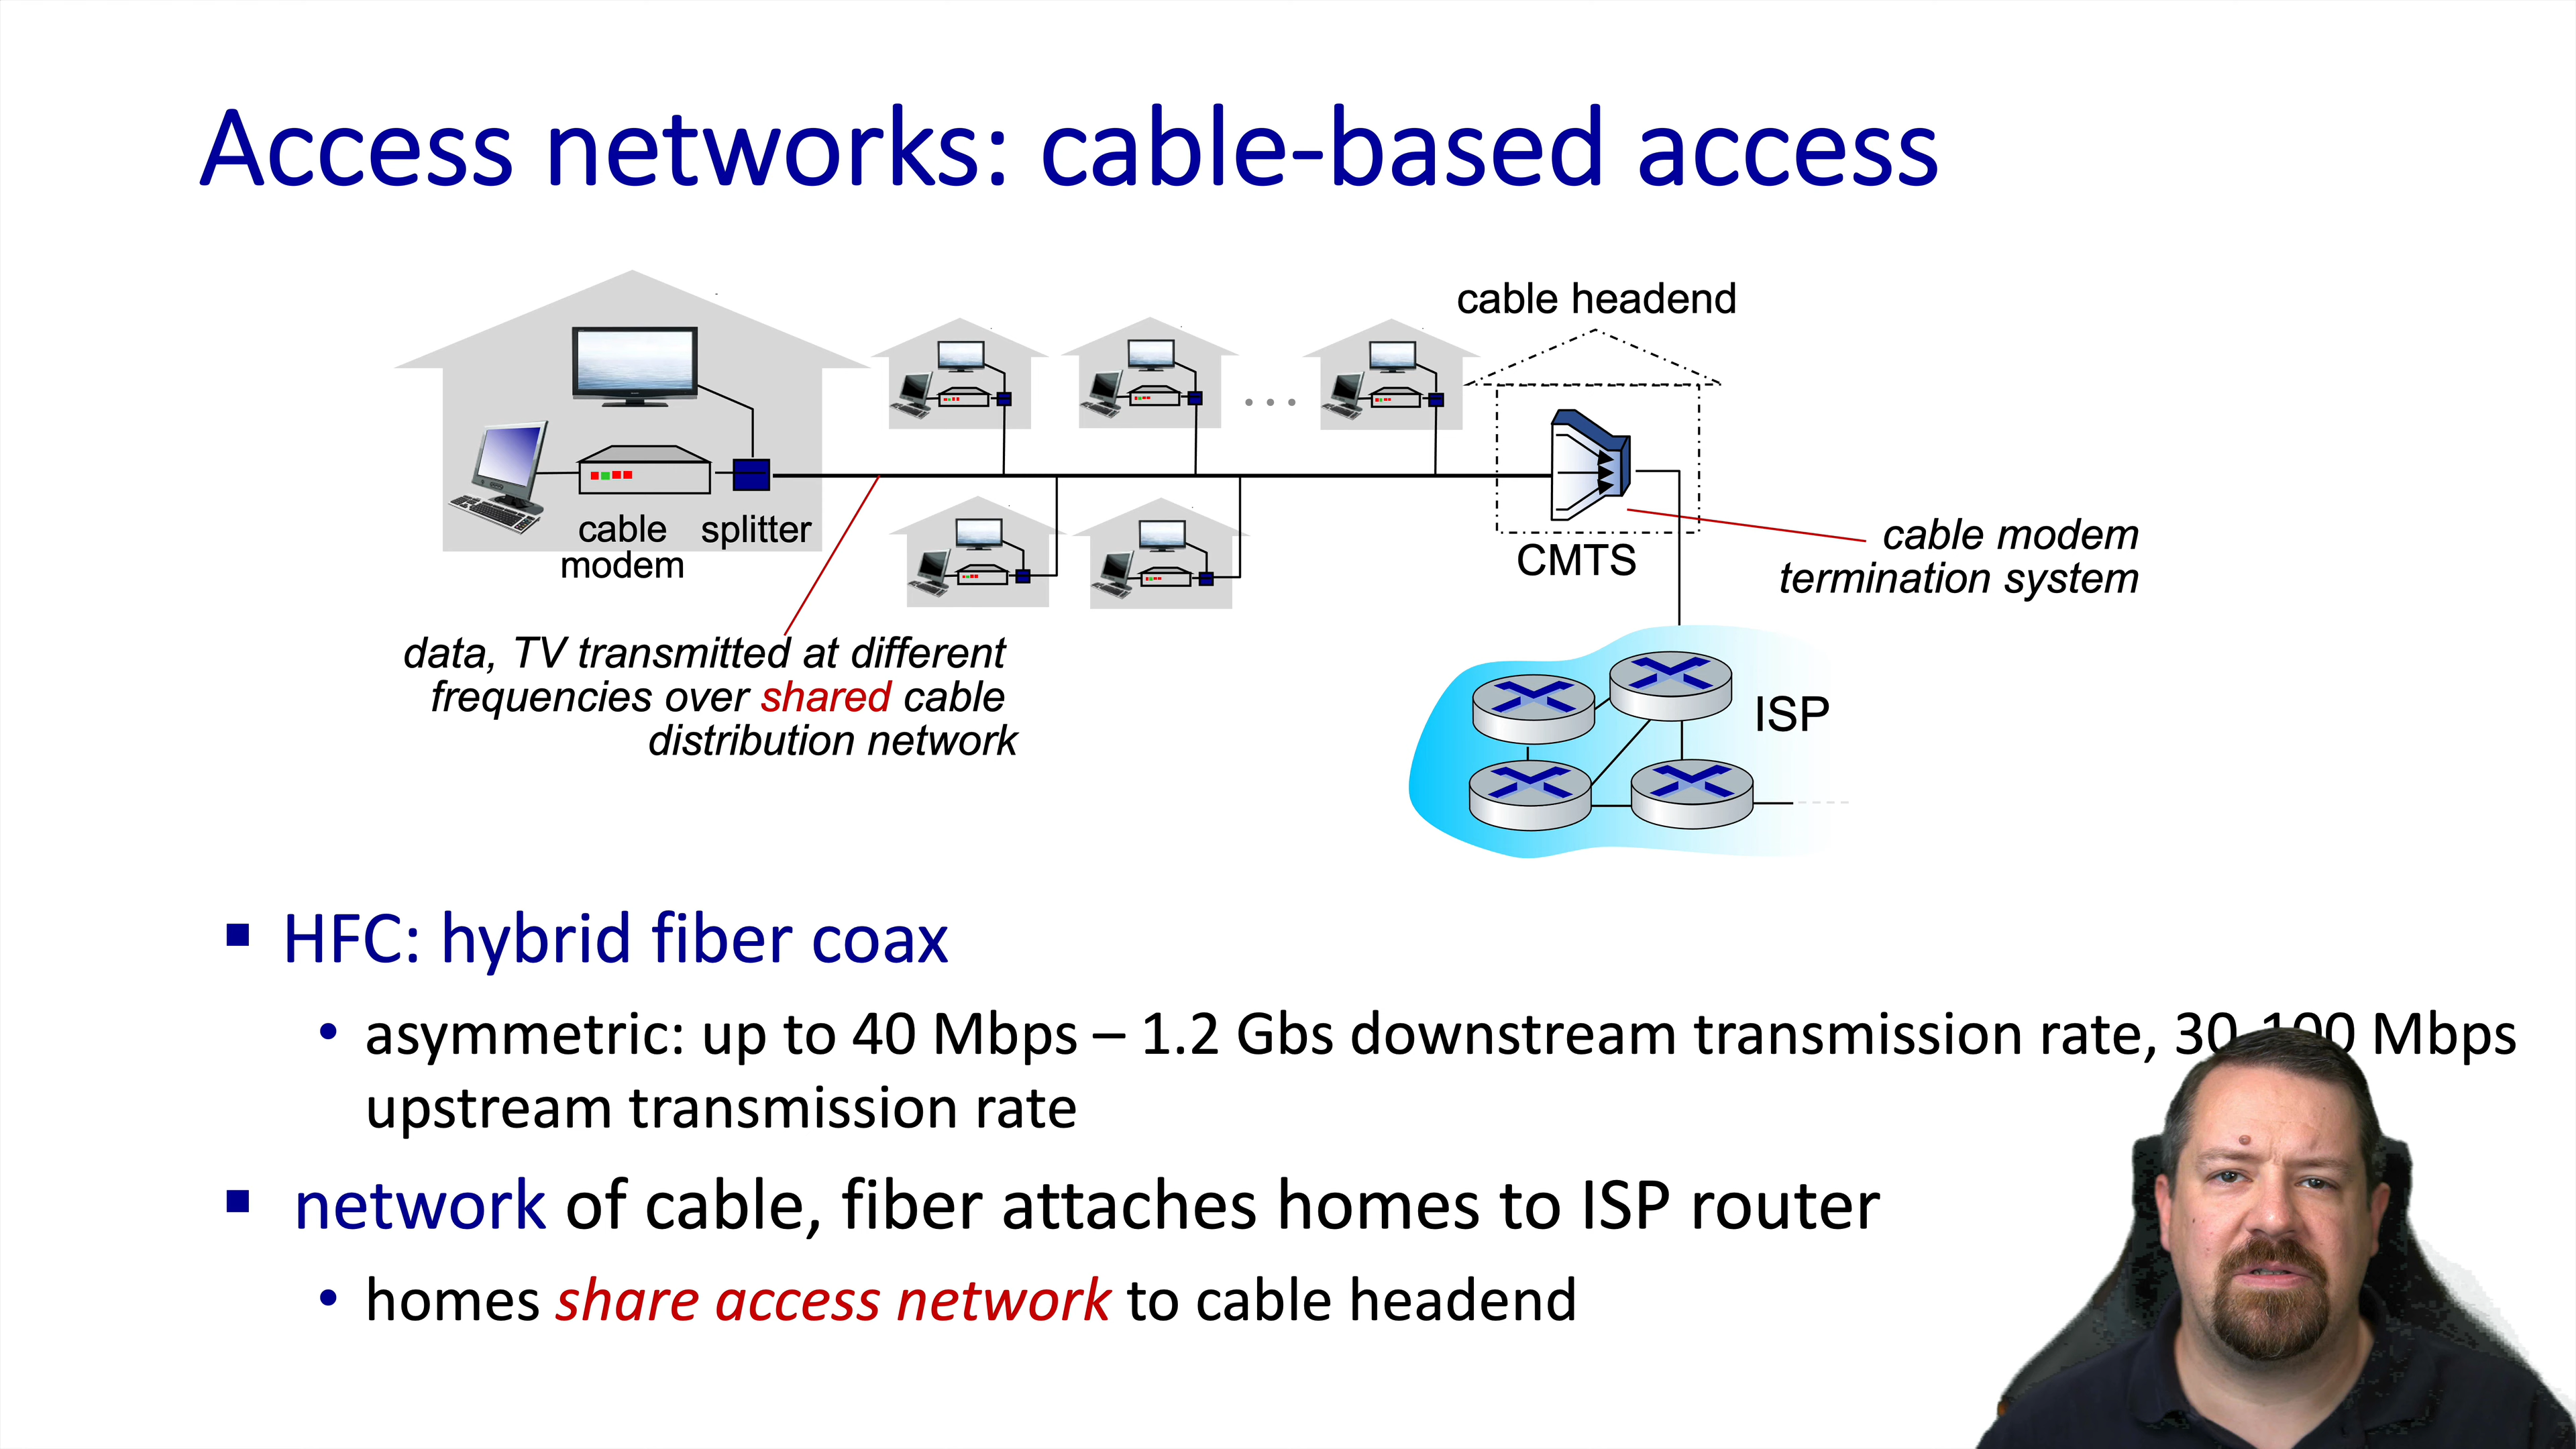 Access networks: cable-based access
cable headend
cable
modem
splitter
CMTS
cable modem
termination system
data, TV transmitted at different
frequencies over shared cable
distribution network
ISP
HFC: hybrid fiber coax
asymmetric: up to 40 Mbps – 1.2 Gbs downstream transmission rate, 30-100 Mbps
upstream transmission rate
network of cable, fiber attaches homes to ISP router
homes share access network to cable headend